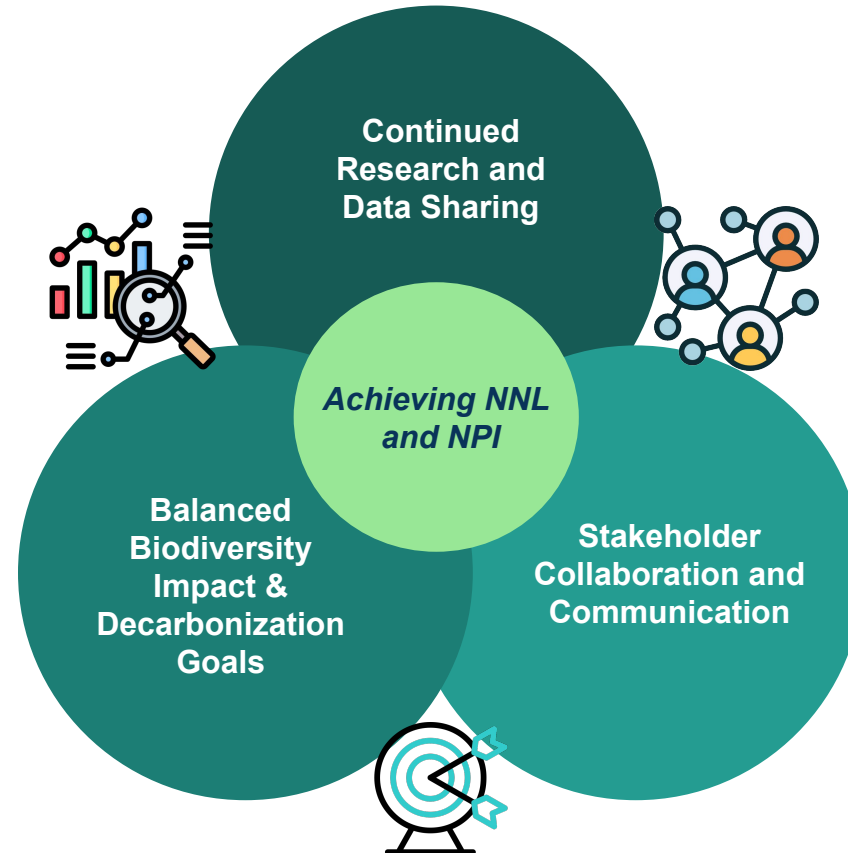 Continued
Research and
Data Sharing
Achieving NNL
and NPI
Balanced
Biodiversity
Impact &
Decarbonization
Goals
Stakeholder
Collaboration and
Communication